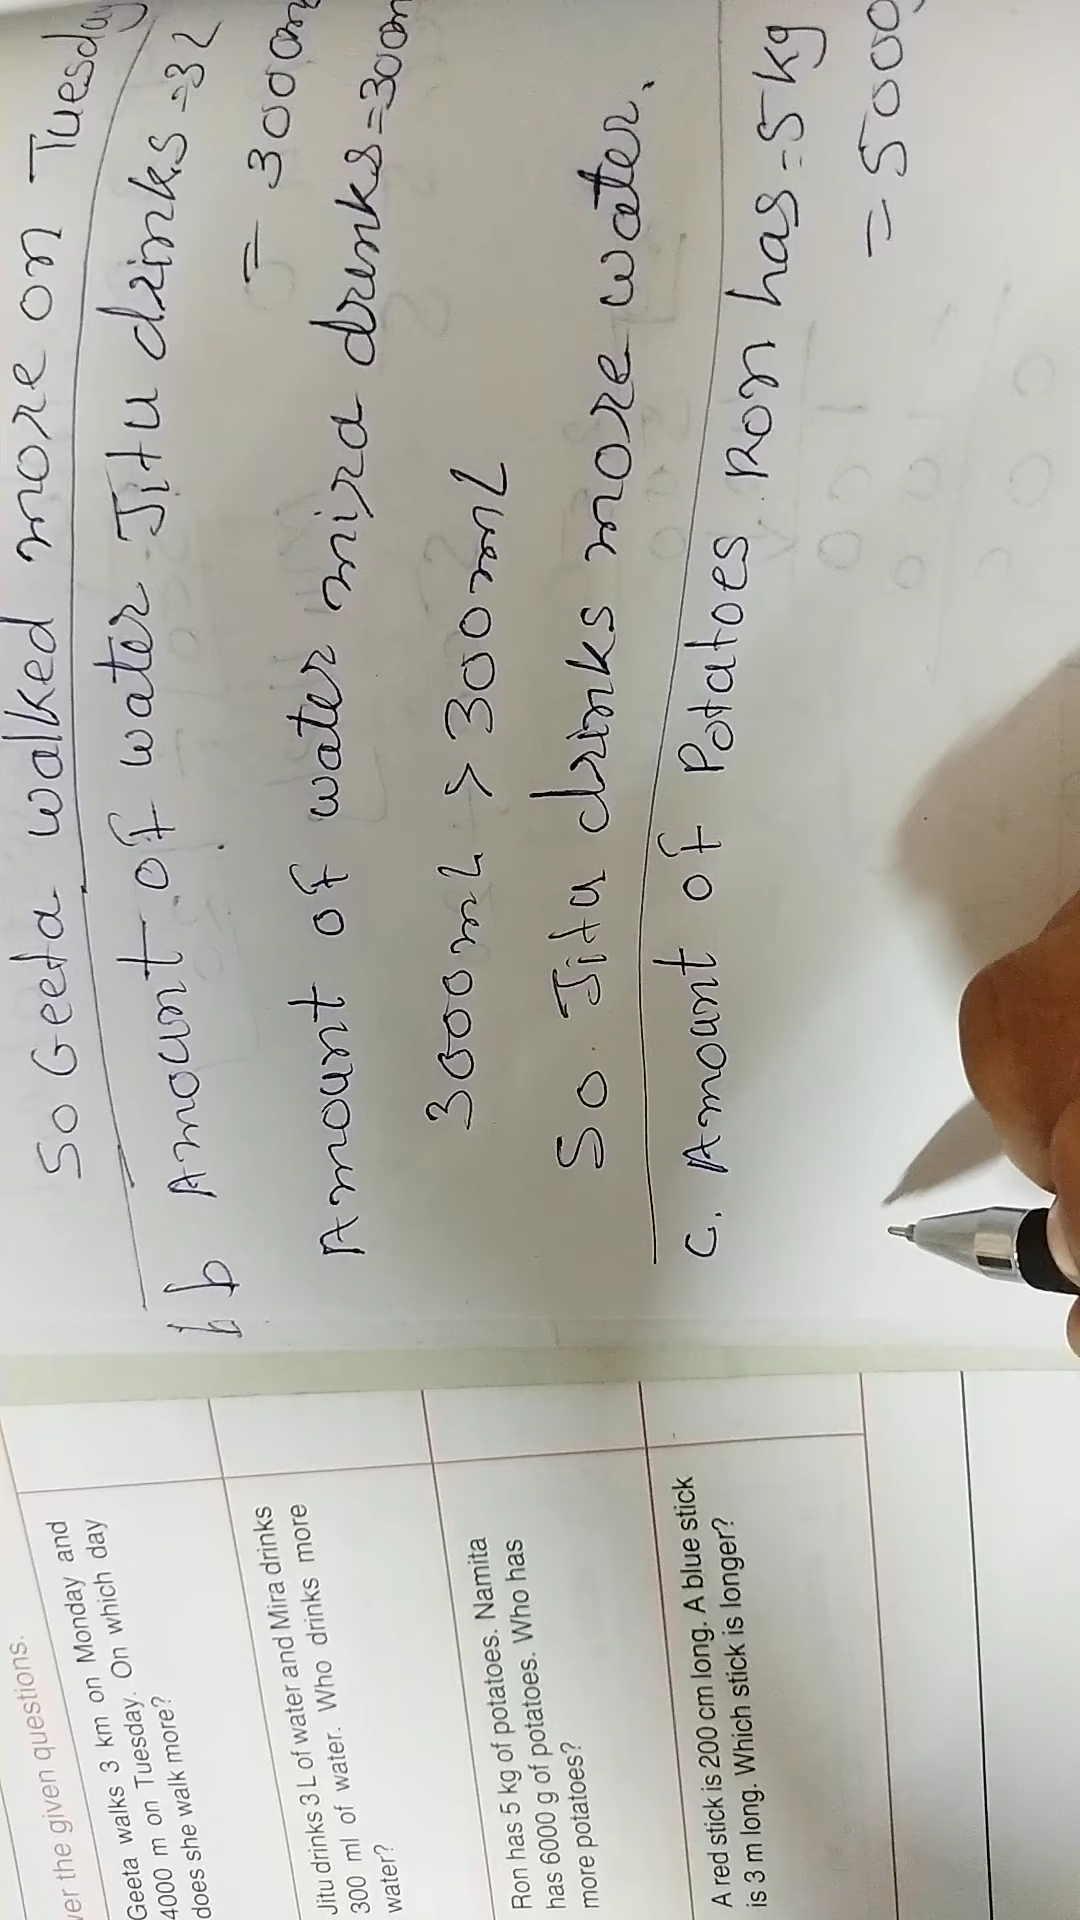 So Geeta walked more on Tuesday
b b Amount of water Jitu drinks = 3L
= 3000m
Amount of water mira drinks = 300m
3000mL > 300mL
So. Jitu drinks more water.
C. Amount of Potatoes Ron has = 5kg
= 5000
ver the given questions.
Geeta walks 3 km on Monday and
4000 m on Tuesday. On which day
does she walk more?
Jitu drinks 3 L of water and Mira drinks
300 ml of water. Who drinks more
water?
Ron has 5 kg of potatoes. Namita
has 6000 g of potatoes. Who has
more potatoes?
A red stick is 200 cm long. A blue stick
is 3 m long. Which stick is longer?